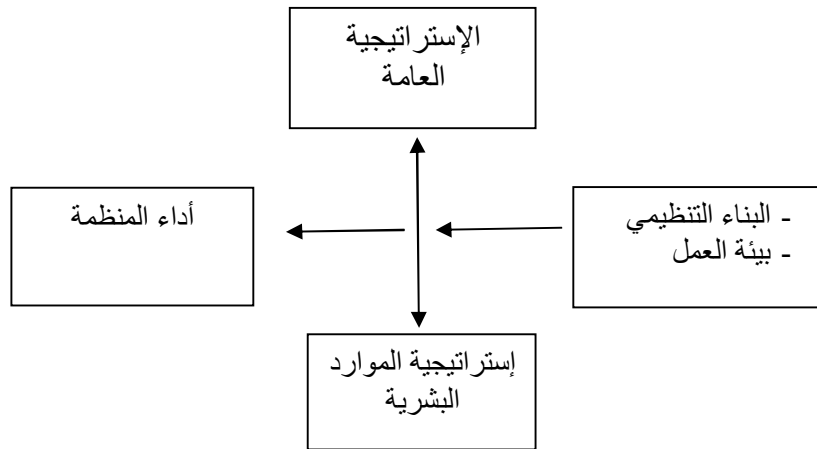 الإستراتيجية
العامة
- البناء التنظيمي
- بيئة العمل
أداء المنظمة
إستراتيجية الموارد
البشرية